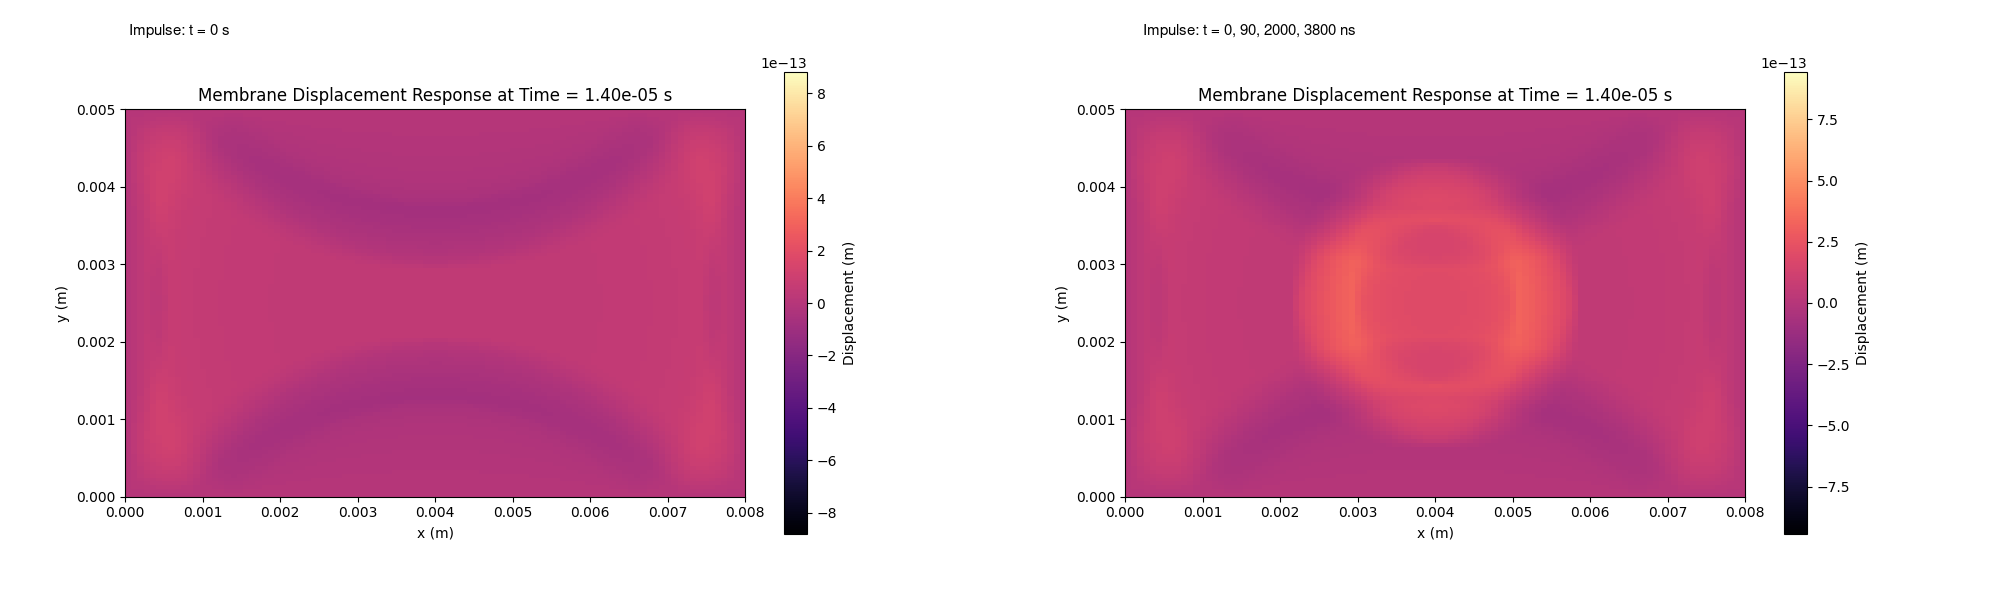 Impulse: t = 0 s
1e−13
Membrane Displacement Response at Time = 1.40e-05 s
0.005
0.004
0.003
0.002
0.001
0.000
y (m)
0.000 0.001 0.002 0.003 0.004 0.005 0.006 0.007 0.008
x (m)
8
6
4
2
0
−2
−4
−6
−8
Displacement (m)
Impulse: t = 0, 90, 2000, 3800 ns
1e−13
Membrane Displacement Response at Time = 1.40e-05 s
0.005
0.004
0.003
0.002
0.001
0.000
y (m)
0.000 0.001 0.002 0.003 0.004 0.005 0.006 0.007 0.008
x (m)
7.5
5.0
2.5
0.0
−2.5
−5.0
−7.5
Displacement (m)